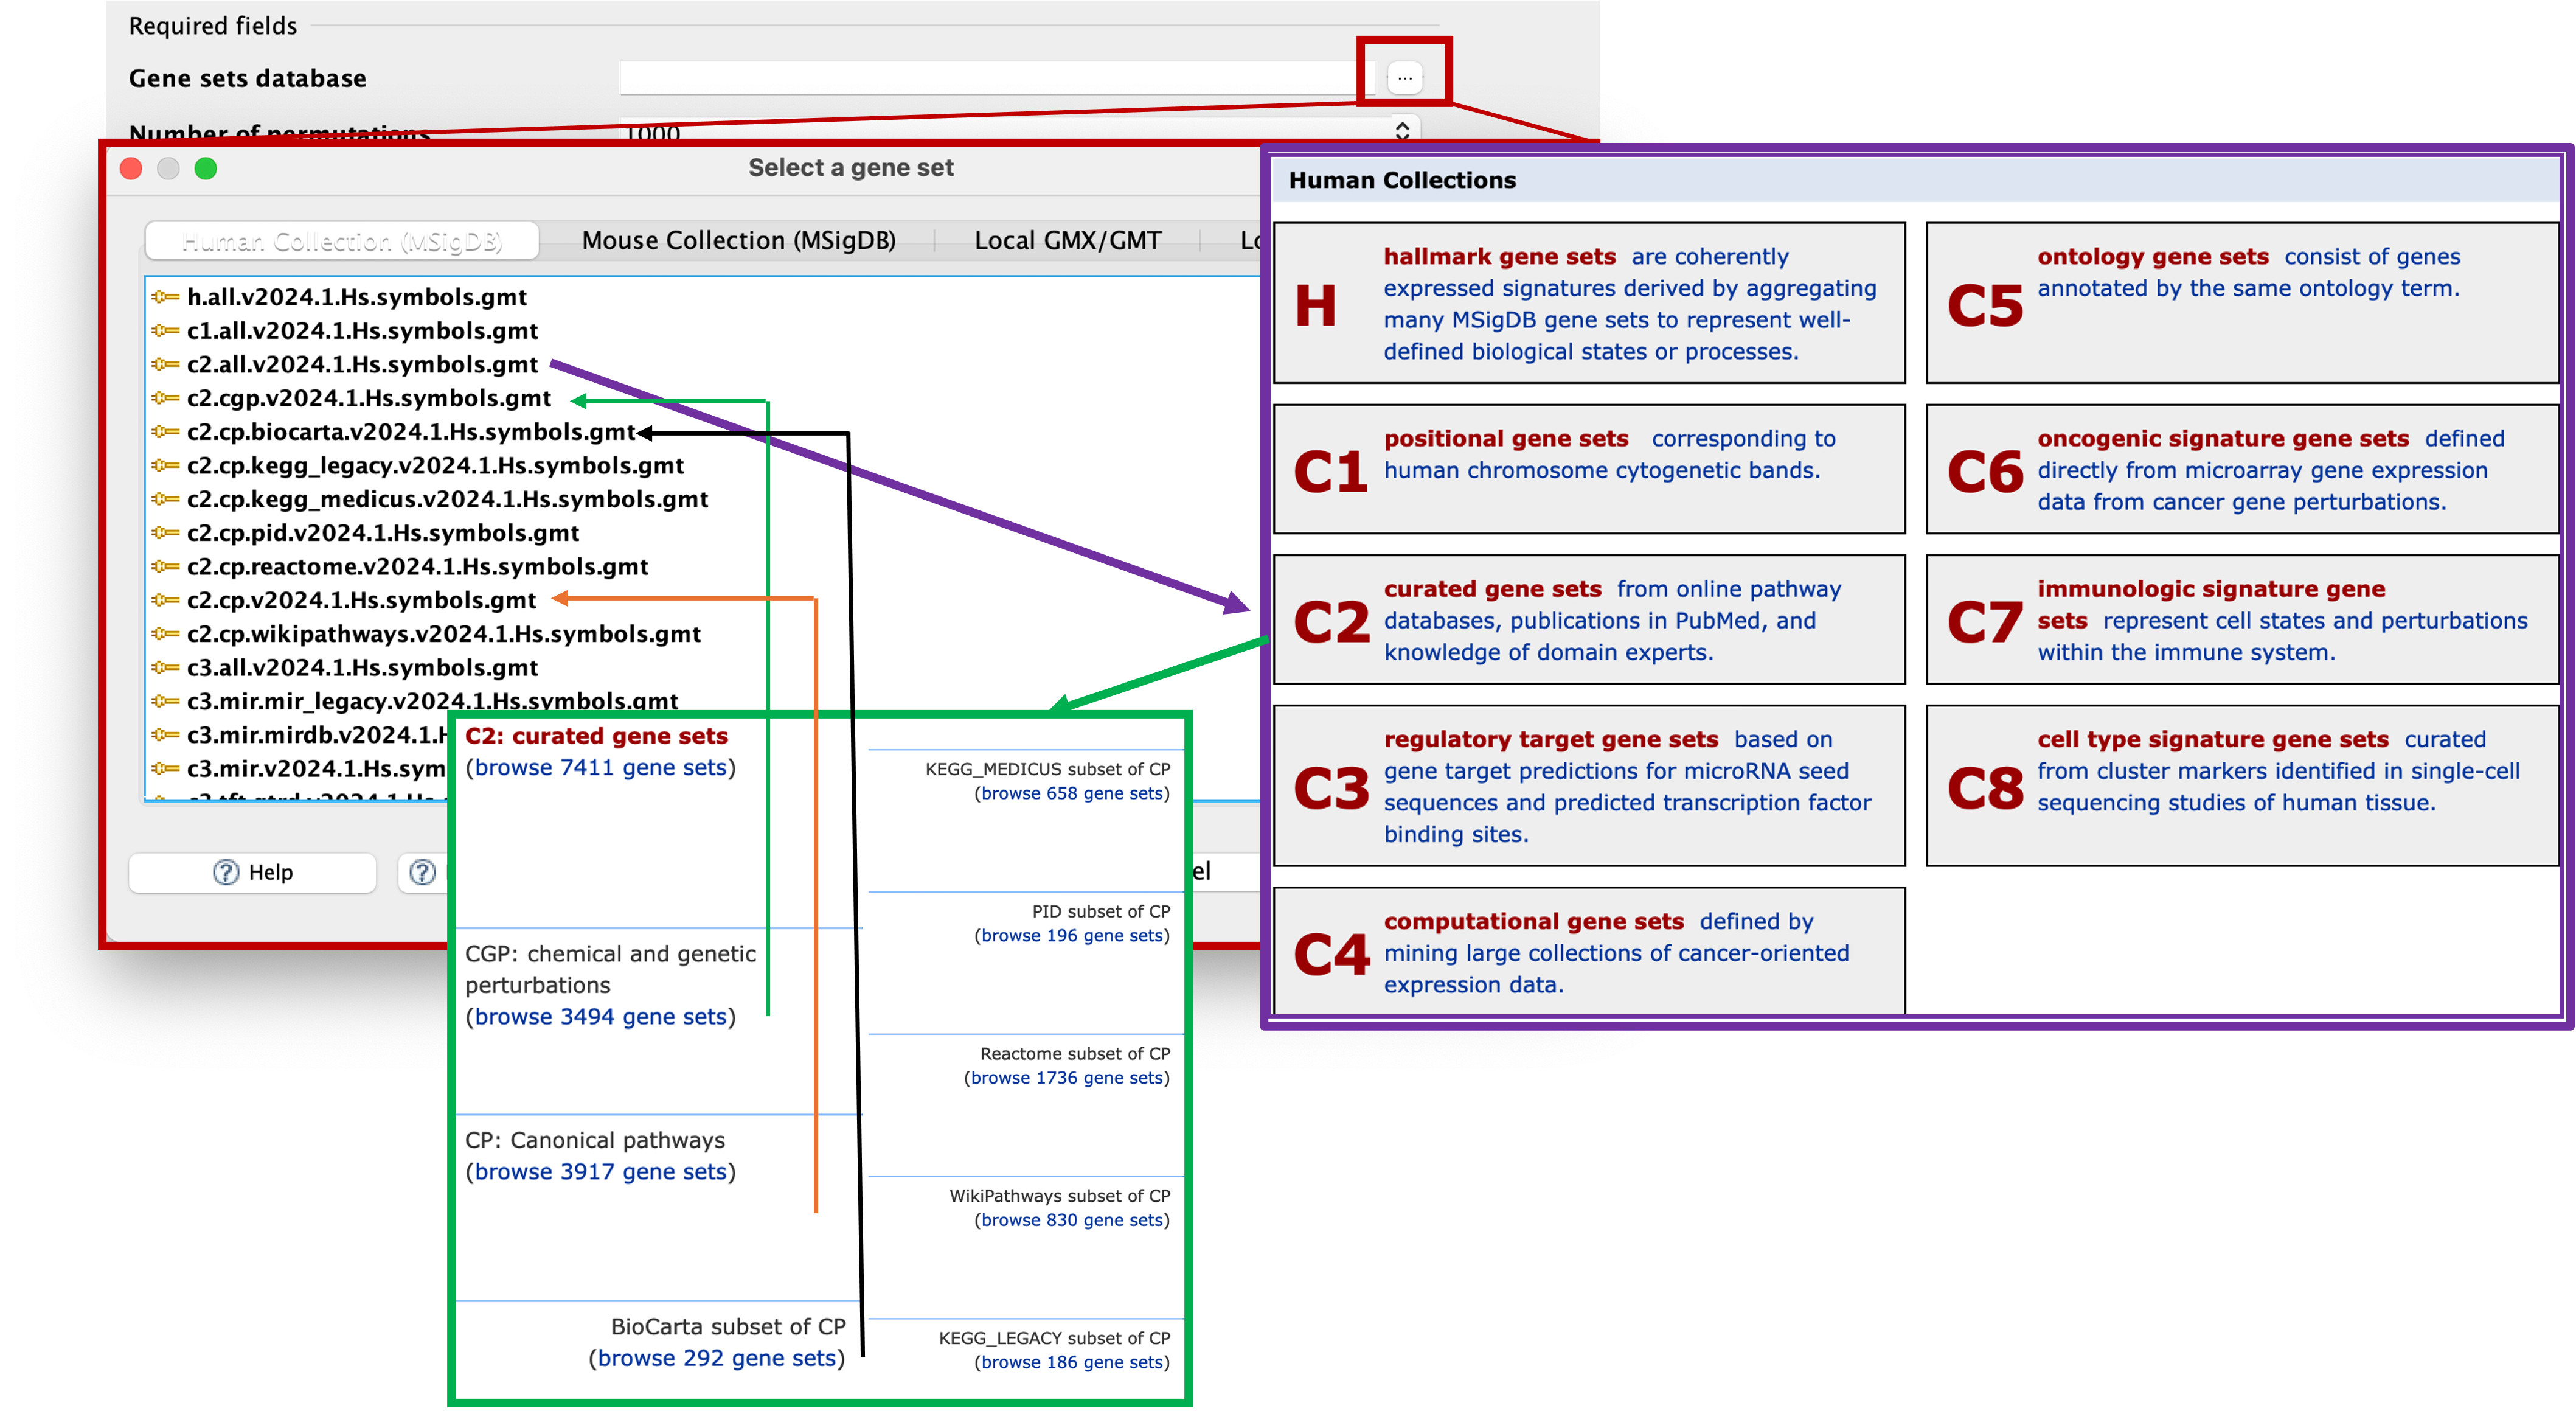 Required fields
Gene sets database
...
Number of permutations
1000
Select a gene set
Human Collection (MSigDB)
Mouse Collection (MSigDB)
Local GMX/GMT
h.all.v2024.1.Hs.symbols.gmt
c1.all.v2024.1.Hs.symbols.gmt
c2.all.v2024.1.Hs.symbols.gmt
c2.cgp.v2024.1.Hs.symbols.gmt
c2.cp.biocarta.v2024.1.Hs.symbols.gmt
c2.cp.kegg_legacy.v2024.1.Hs.symbols.gmt
c2.cp.kegg_medicus.v2024.1.Hs.symbols.gmt
c2.cp.pid.v2024.1.Hs.symbols.gmt
c2.cp.reactome.v2024.1.Hs.symbols.gmt
c2.cp.v2024.1.Hs.symbols.gmt
c2.cp.wikipathways.v2024.1.Hs.symbols.gmt
c3.all.v2024.1.Hs.symbols.gmt
c3.mir.mir_legacy.v2024.1.Hs.symbols.gmt
c3.mir.mirdb.v2024.1.H
c3.mir.v2024.1.Hs.sym
? Help
?
el
C2: curated gene sets
(browse 7411 gene sets)
CGP: chemical and genetic
perturbations
(browse 3494 gene sets)
CP: Canonical pathways
(browse 3917 gene sets)
BioCarta subset of CP
(browse 292 gene sets)
KEGG_MEDICUS subset of CP
(browse 658 gene sets)
PID subset of CP
(browse 196 gene sets)
Reactome subset of CP
(browse 1736 gene sets)
WikiPathways subset of CP
(browse 830 gene sets)
KEGG_LEGACY subset of CP
(browse 186 gene sets)
Human Collections
H
hallmark gene sets are coherently
expressed signatures derived by aggregating
many MSigDB gene sets to represent well-
defined biological states or processes.
C1
positional gene sets corresponding to
human chromosome cytogenetic bands.
C2
curated gene sets from online pathway
databases, publications in PubMed, and
knowledge of domain experts.
C3
regulatory target gene sets based on
gene target predictions for microRNA seed
sequences and predicted transcription factor
binding sites.
C4
computational gene sets defined by
mining large collections of cancer-oriented
expression data.
C5
ontology gene sets consist of genes
annotated by the same ontology term.
C6
oncogenic signature gene sets defined
directly from microarray gene expression
data from cancer gene perturbations.
C7
immunologic signature gene
sets represent cell states and perturbations
within the immune system.
C8
cell type signature gene sets curated
from cluster markers identified in single-cell
sequencing studies of human tissue.